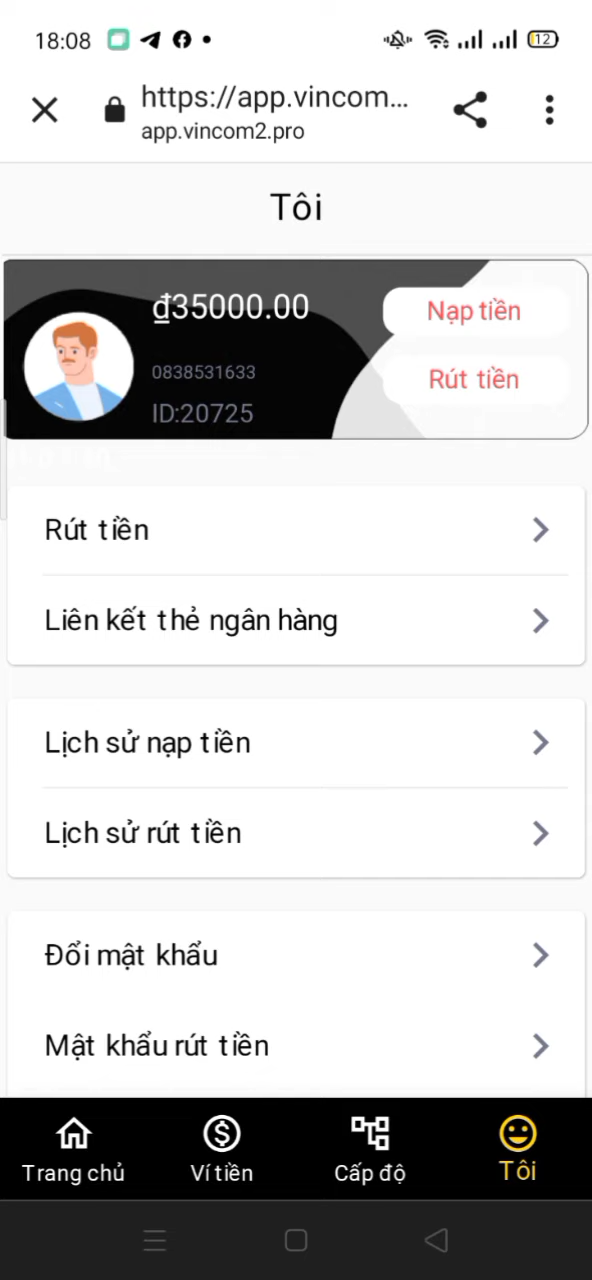 18:08
12
https://app.vincom...
app.vincom2.pro
Tôi
₫35000.00
Nạp tiền
0838531633
Rút tiền
ID:20725
Rút tiền
Liên kết thẻ ngân hàng
Lịch sử nạp tiền
Lịch sử rút tiền
Đổi mật khẩu
Mật khẩu rút tiền
Trang chủ
Ví tiền
Cấp độ
Tôi